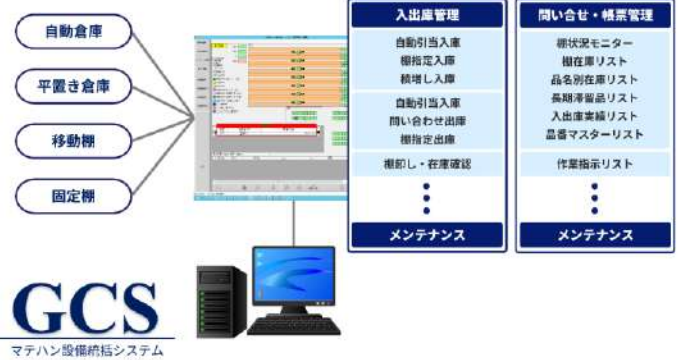 自動倉庫
平置き倉庫
移動棚
固定棚
入出庫管理
自動引当入庫
棚指定入庫
積増し入庫
自動引当入庫
問い合わせ出庫
棚指定出庫
棚卸し・在庫確認
メンテナンス
問い合せ・帳票管理
棚状況モニター
棚在庫リスト
品名別在庫リスト
長期滞留品リスト
入出庫実績リスト
品番マスターリスト
作業指示リスト
メンテナンス
GCS
マテハン設備統括システム